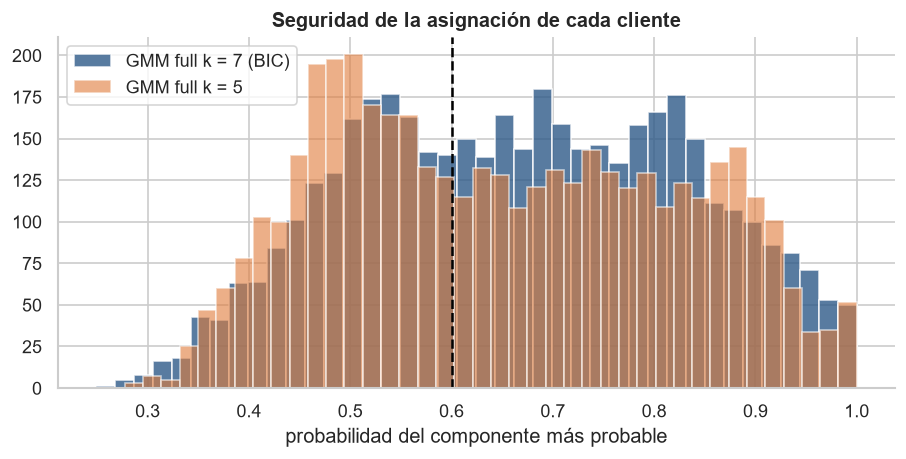 Seguridad de la asignación de cada cliente
GMM full k = 7 (BIC)
GMM full k = 5
200
175
150
125
100
75
50
25
0
0.3 0.4 0.5 0.6 0.7 0.8 0.9 1.0
probabilidad del componente más probable